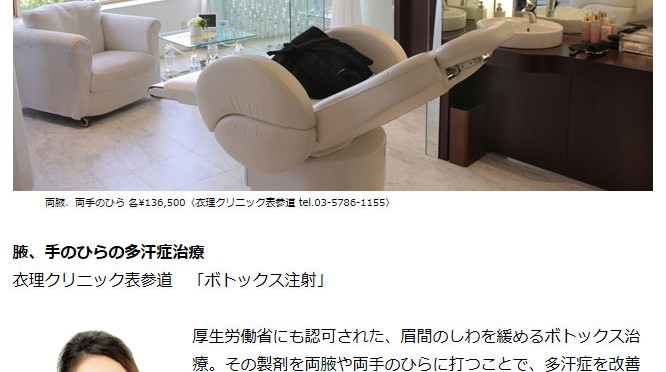 両腋、両手のひら 各¥136,500〈衣理クリニック表参道 tel.03-5786-1155〉
腋、手のひらの多汗症治療
衣理クリニック表参道　「ボトックス注射」
厚生労働省にも認可された、眉間のしわを緩めるボトックス治
療。その製剤を両腋や両手のひらに打つことで、多汗症を改善